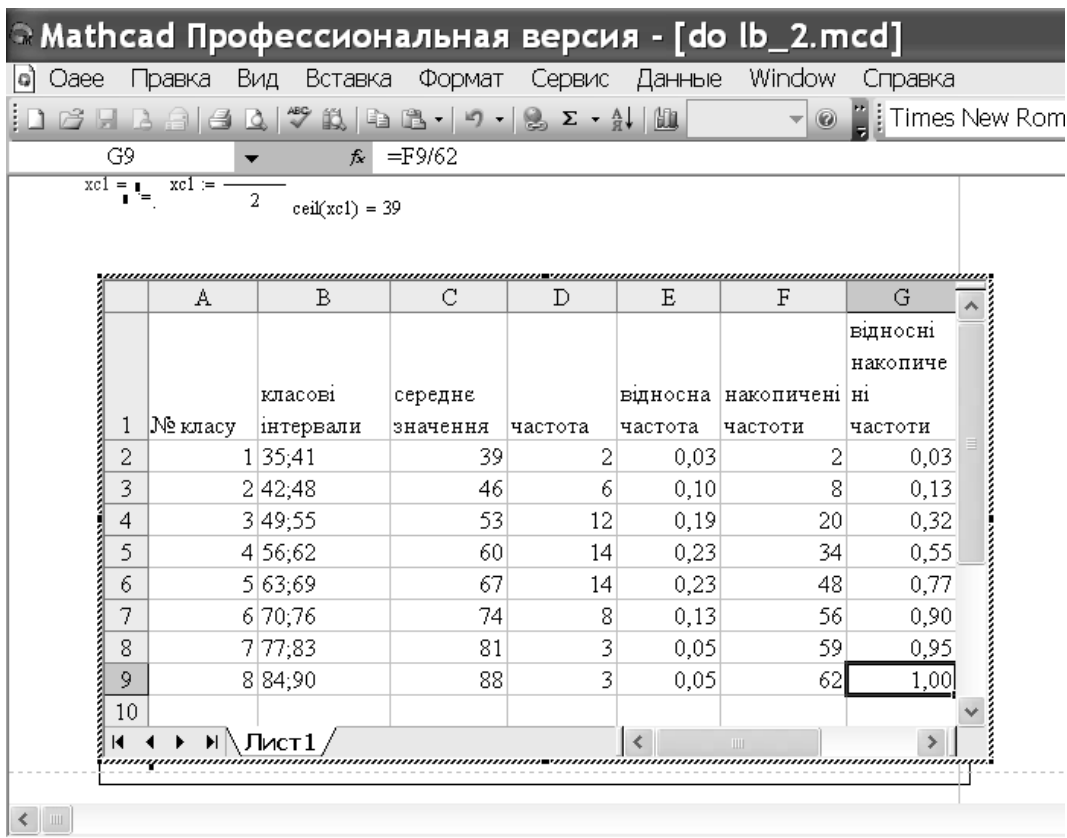 Mathcad Профессиональная версия - [do lb_2.mcd]
Oaee Правка Вид Вставка Формат Сервис Данные Window Справка
Times New Rom
G9 fx =F9/62
xc1 = xc1 := 2
ceil(xc1) = 39
A B C D E F G
1 № класу класові інтервали середнє значення частота відносна частота накопичені частоти відносні накопиче ні частоти
2 1 35;41 39 2 0,03 2 0,03
3 2 42;48 46 6 0,10 8 0,13
4 3 49;55 53 12 0,19 20 0,32
5 4 56;62 60 14 0,23 34 0,55
6 5 63;69 67 14 0,23 48 0,77
7 6 70;76 74 8 0,13 56 0,90
8 7 77;83 81 3 0,05 59 0,95
9 8 84;90 88 3 0,05 62 1,00
10
Лист1